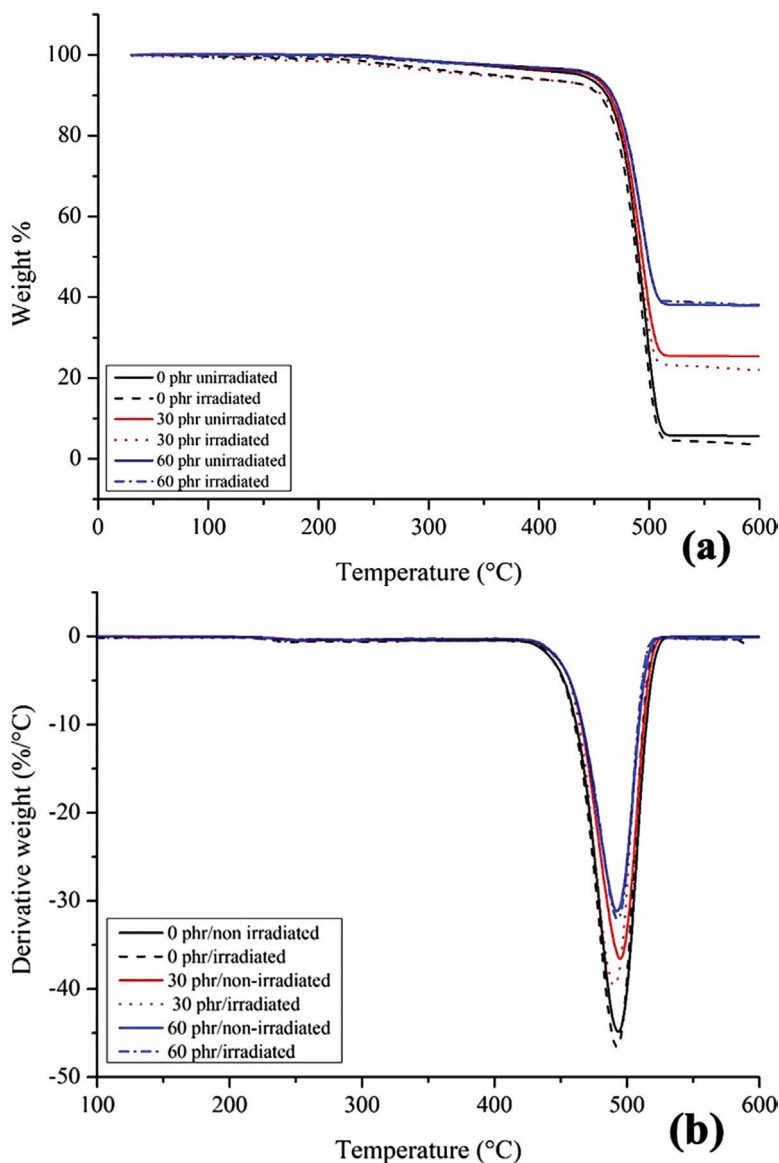 100
80
60
40
20
0
Weight %
0 phr unirradiated
0 phr irradiated
30 phr unirradiated
30 phr irradiated
60 phr unirradiated
60 phr irradiated
0
100
200
300
400
500
600
(a)
Temperature (°C)
0
-10
-20
-30
-40
-50
Derivative weight (%/°C)
0 phr/non irradiated
0 phr/irradiated
30 phr/non-irradiated
30 phr/irradiated
60 phr/non-irradiated
60 phr/irradiated
100
200
300
400
500
600
Temperature (°C)
(b)